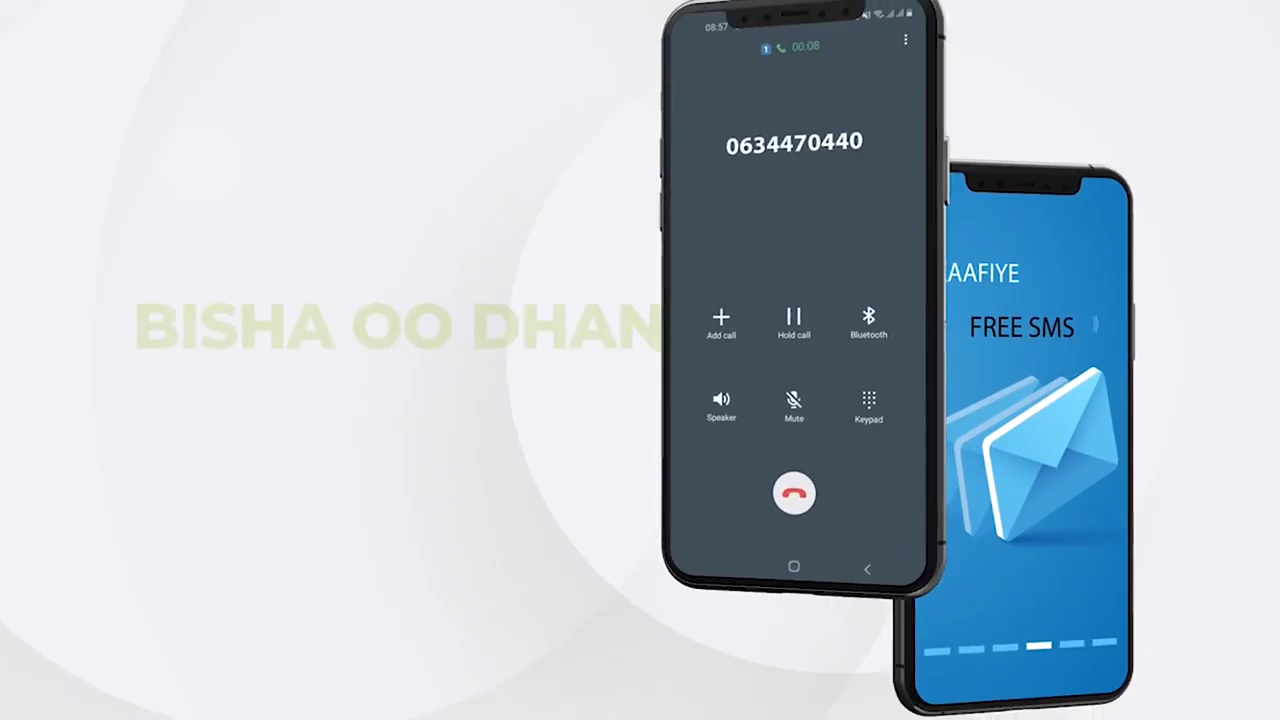 BISHA OO DHAN
08:57
1 00:08
0634470440
Add call
Hold call
Bluetooth
Speaker
Mute
Keypad
AAFIYE
FREE SMS